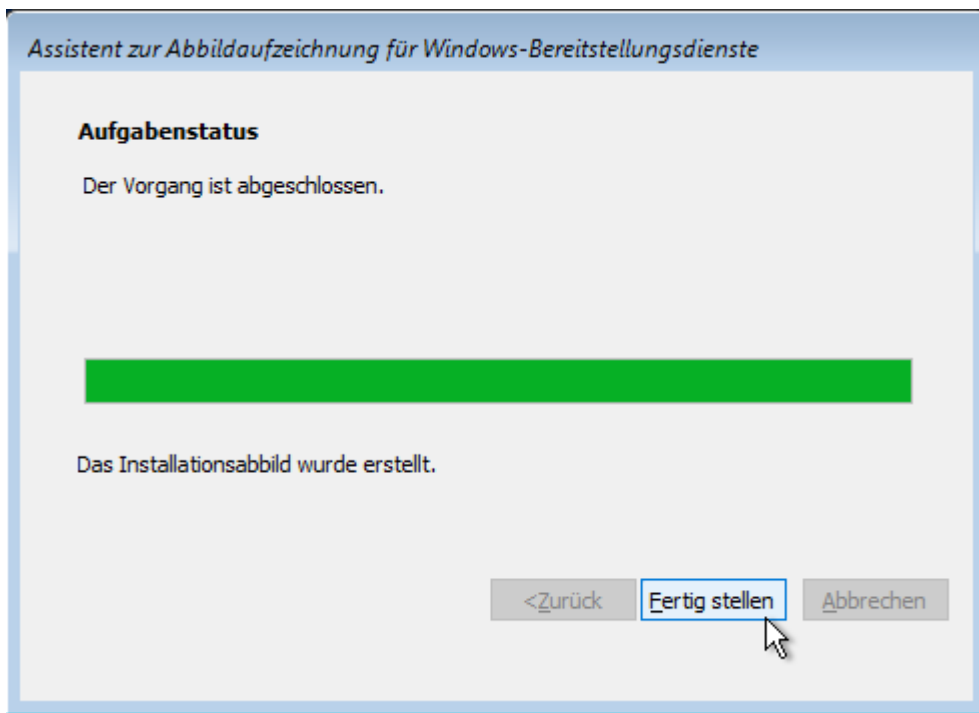 Assistent zur Abbildaufzeichnung für Windows-Bereitstellungsdienste
Aufgabenstatus
Der Vorgang ist abgeschlossen.
Das Installationsabbild wurde erstellt.
<Zurück Fertig stellen Abbrechen